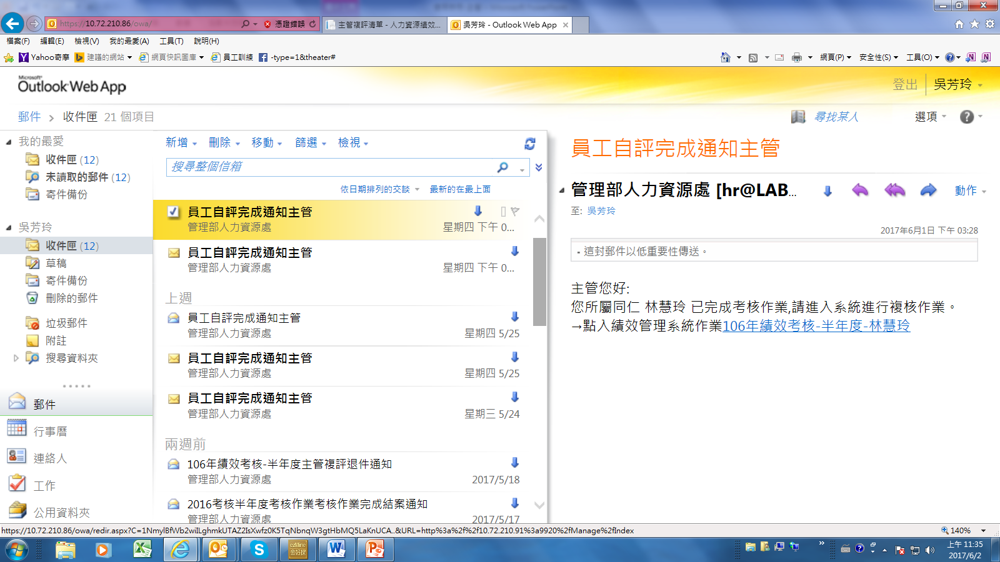 https://10.72.210.86/owa/
憑證錯誤
主管複評清單 - 人力資源績效...
吳芳玲 - Outlook Web App
檔案(F) 編輯(E) 檢視(V) 我的最愛(A) 工具(T) 說明(H)
Yahoo奇摩 建議的網站 網頁快訊圖庫 員工訓練 -type=1&theater#
網頁(P) 安全性(S) 工具(O)
Microsoft
Outlook Web App
登出 吳芳玲
郵件 收件匣 21 個項目
尋找某人 選項
我的最愛
收件匣 (12)
未讀取的郵件 (12)
寄件備份
吳芳玲
收件匣 (12)
草稿
寄件備份
刪除的郵件
垃圾郵件
附註
搜尋資料夾
郵件
行事曆
連絡人
工作
公用資料夾
新增 刪除 移動 篩選 檢視
搜尋整個信箱
依日期排列的交談 最新的在最上面
員工自評完成通知主管
管理部人力資源處 星期四 下午 0...
員工自評完成通知主管
管理部人力資源處 星期四 下午 0...
上週
員工自評完成通知主管
管理部人力資源處 星期四 5/25
員工自評完成通知主管
管理部人力資源處 星期四 5/25
員工自評完成通知主管
管理部人力資源處 星期三 5/24
兩週前
106年績效考核-半年度主管複評退件通知
管理部人力資源處 2017/5/18
2016考核半年度考核作業考核作業完成結案通知
管理部人力資源處 2017/5/17
員工自評完成通知主管
管理部人力資源處 [hr@LAB...
動作
至: 吳芳玲
2017年6月1日 下午 03:28
- 這封郵件以低重要性傳送。
主管您好:
您所屬同仁 林慧玲 已完成考核作業,請進入系統進行複核作業。
→點入績效管理系統作業106年績效考核-半年度-林慧玲
https://10.72.210.86/owa/redir.aspx?C=1NmylBfWb2wiILghmkUTAZ2IsXwfz0K5TqNbnqW3gtHbMQ5LaKnUCA..&URL=http%3a%2f%2f10.72.210.91%3a9920%2fManage%2fIndex
140%
ezMine
金好探
上午 11:35
2017/6/2